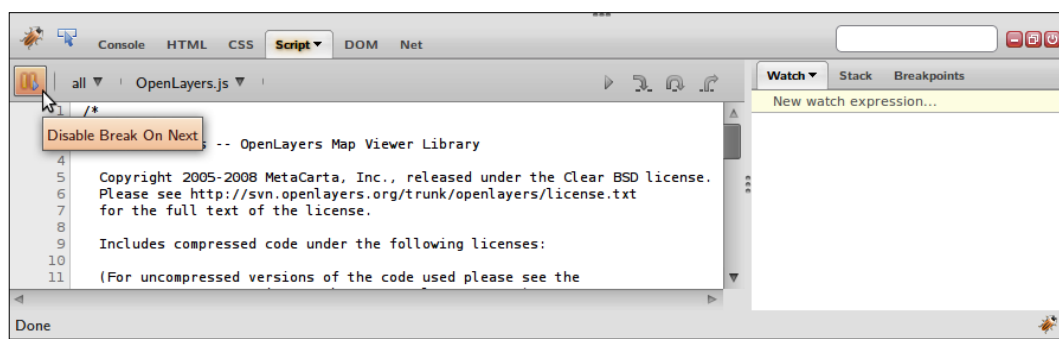 Console HTML CSS Script DOM Net
all OpenLayers.js
Watch Stack Breakpoints
New watch expression...
1 /*
Disable Break On Next
-- OpenLayers Map Viewer Library
4
5 Copyright 2005-2008 MetaCarta, Inc., released under the Clear BSD license.
6 Please see http://svn.openlayers.org/trunk/openlayers/license.txt
7 for the full text of the license.
8
9 Includes compressed code under the following licenses:
10
11 (For uncompressed versions of the code used please see the
Done